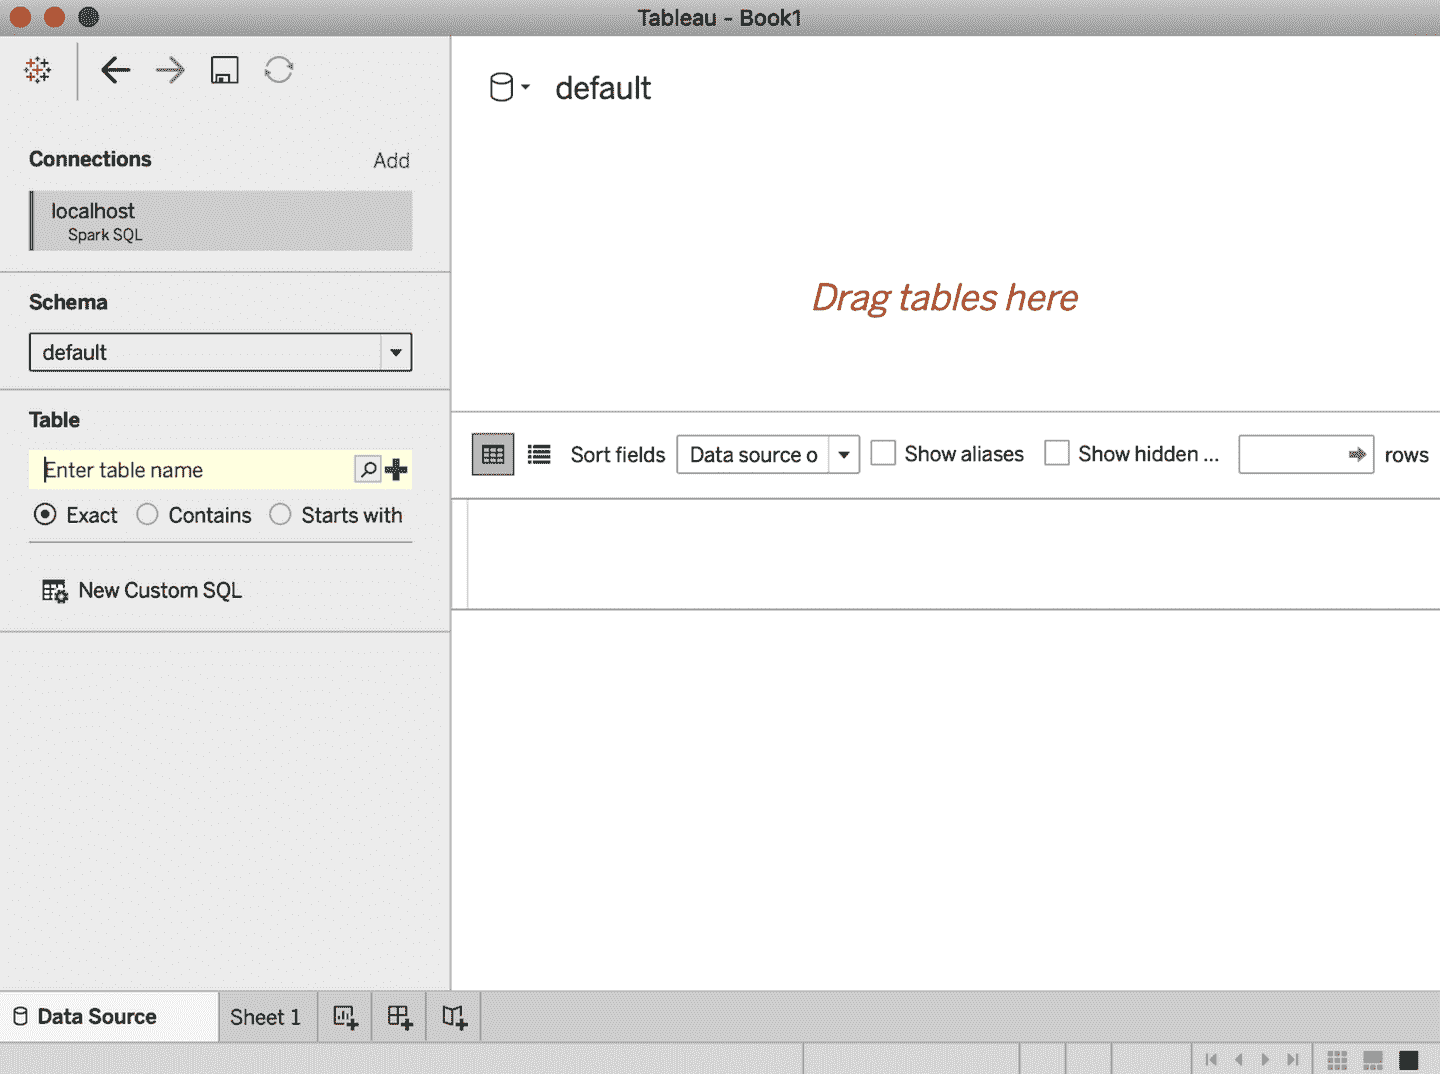 Tableau - Book1
default
Connections
Add
localhost
Spark SQL
Schema
default
Drag tables here
Table
Enter table name
Exact Contains Starts with
New Custom SQL
Sort fields Data source o Show aliases Show hidden ... rows
Data Source Sheet 1